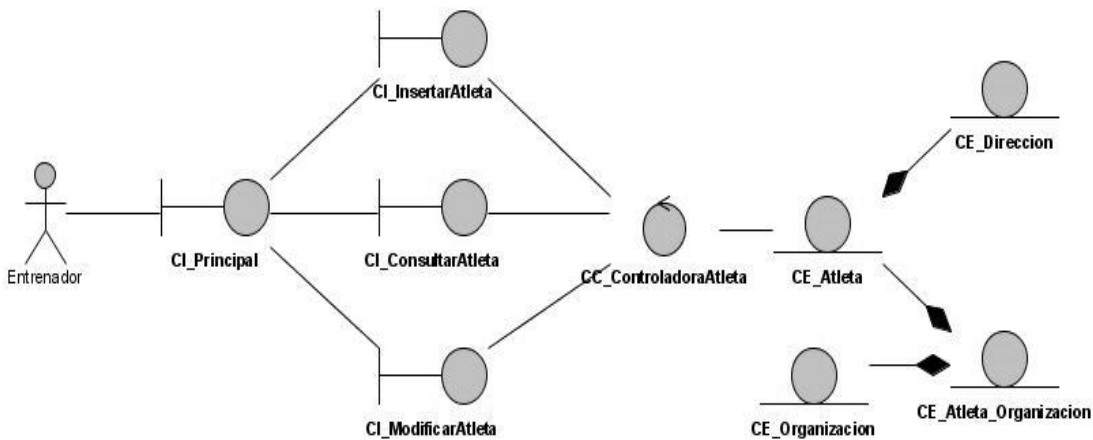 CI_InsertarAtleta
CE_Direccion
Entrenador
CI_Principal
CI_ConsultarAtleta
CC_ControladoraAtleta
CE_Atleta
CI_ModificarAtleta
CE_Organizacion
CE_Atleta_Organizacion